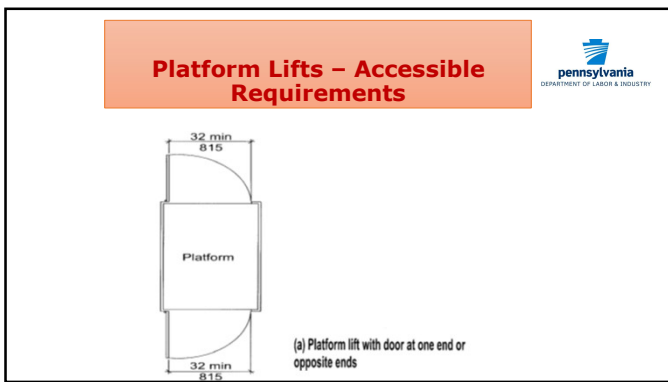 Platform Lifts – Accessible
Requirements
pennsylvania
DEPARTMENT OF LABOR & INDUSTRY
32 min
815
Platform
(a) Platform lift with door at one end or
opposite ends
32 min
815